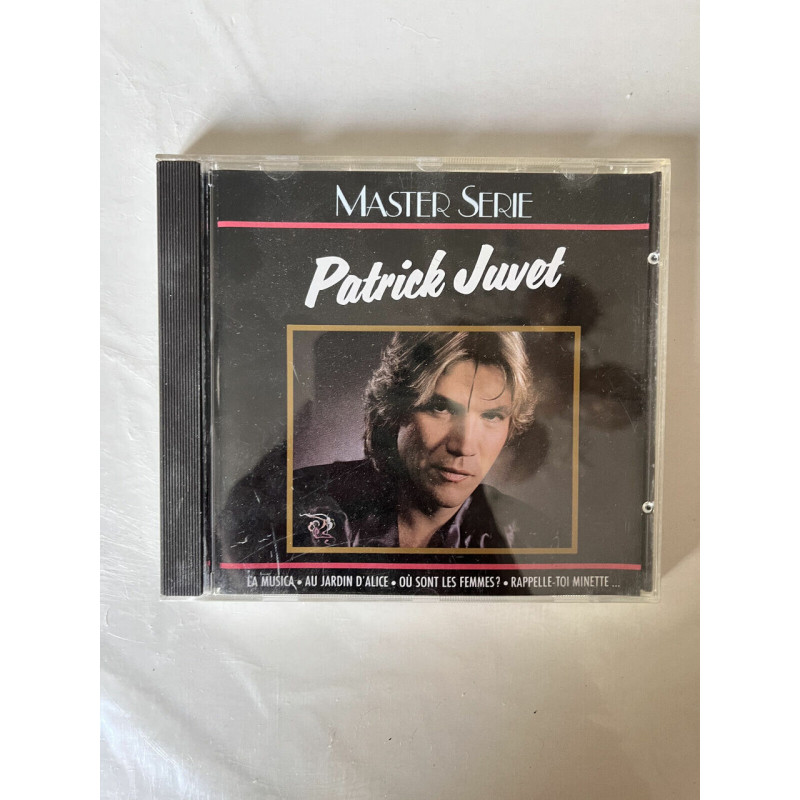 MASTER SERIE
Patrick Juvet
LA MUSICA • AU JARDIN D'ALICE • OÙ SONT LES FEMMES? • RAPPELLE-TOI MINETTE ...